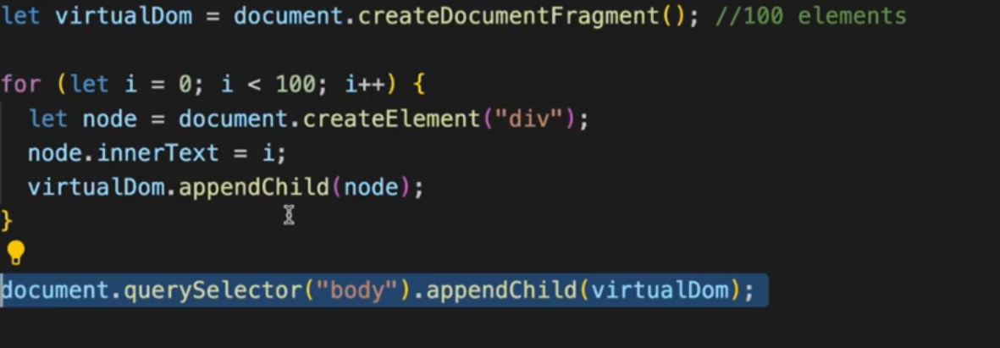 let virtualDom = document.createDocumentFragment(); //100 elements
for (let i = 0; i < 100; i++) {
let node = document.createElement("div");
node.innerText = i;
virtualDom.appendChild(node);
}
document.querySelector("body").appendChild(virtualDom);